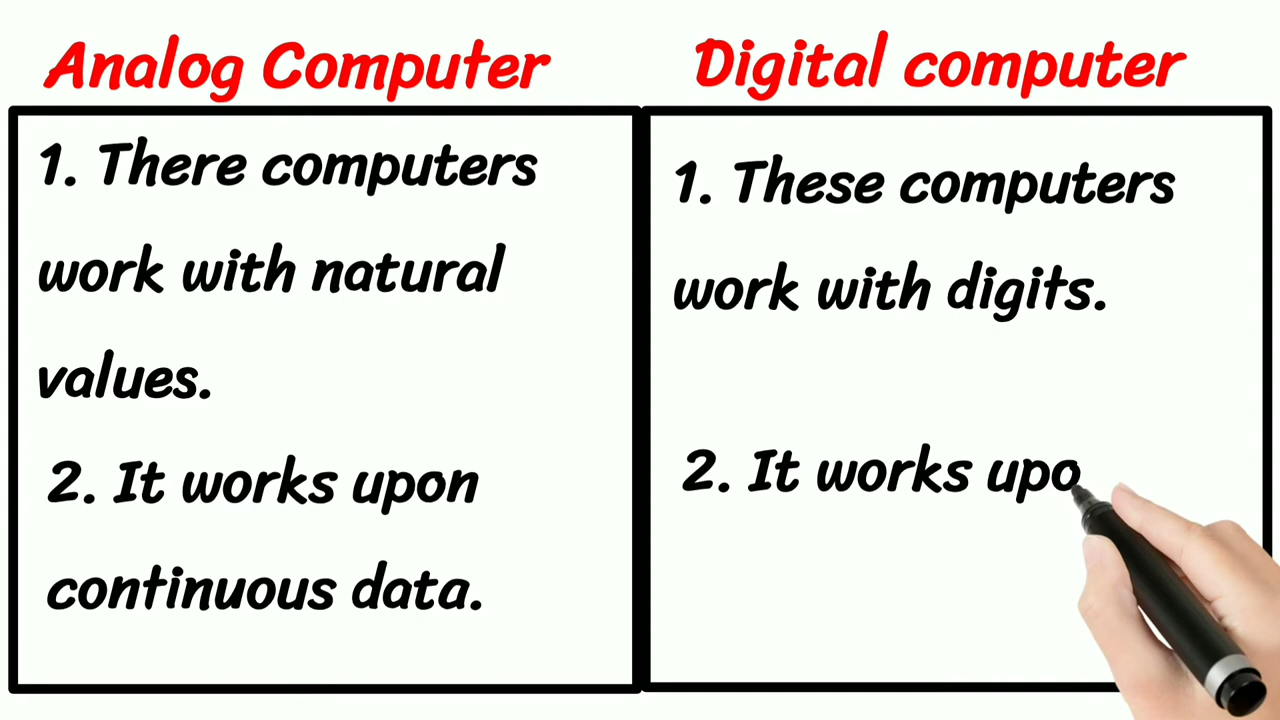 Analog Computer
1. There computers
work with natural
values.
2. It works upon
continuous data.
Digital computer
1. These computers
work with digits.
2. It works upo